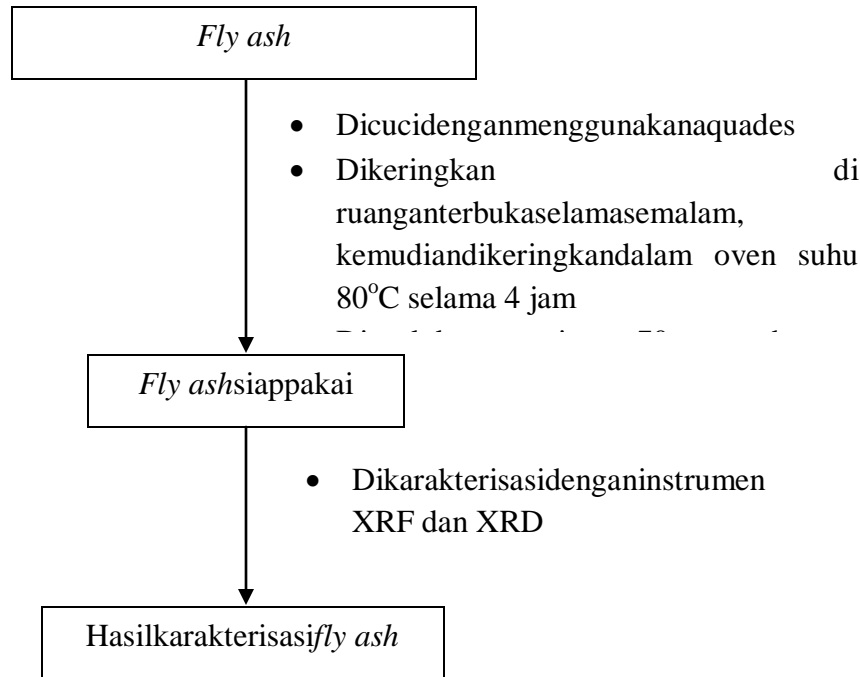 Fly ash
• Dicucidenganmenggunakanaquades
• Dikeringkan di
ruanganterbukaselamasemalam,
kemudiandikeringkandalam oven suhu
80°C selama 4 jam
Fly ashsiappakai
• Dikarakterisasidenganinstrumen
XRF dan XRD
Hasilkarakterisasifly ash